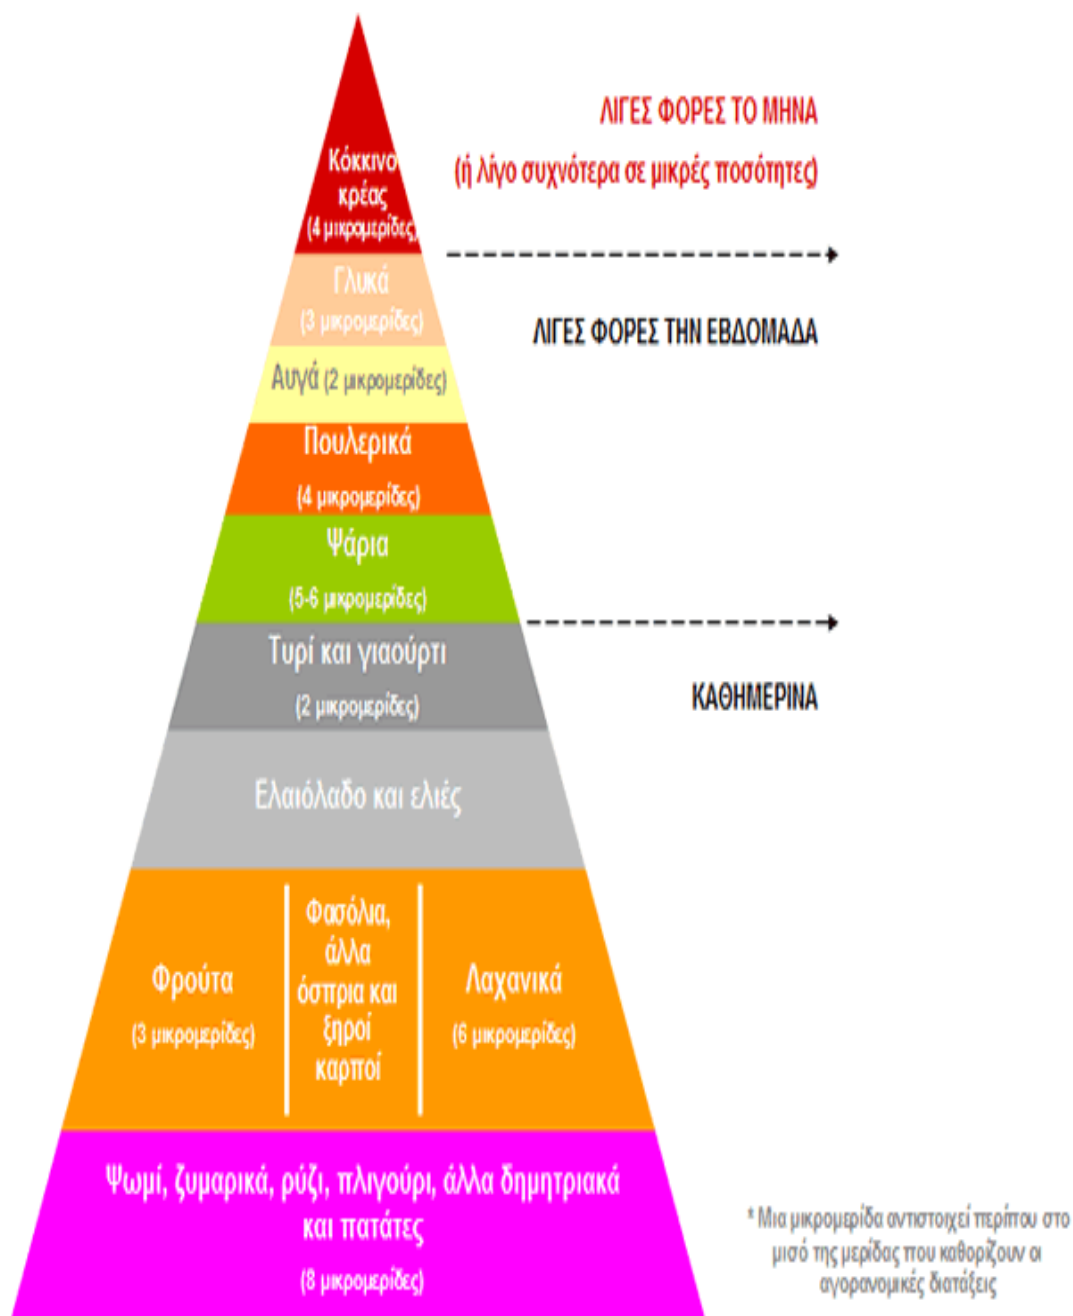 ΛΙΓΕΣ ΦΟΡΕΣ ΤΟ ΜΗΝΑ
(ή λίγο συχνότερα σε μικρές ποσότητες)
Κόκκινο
κρέας
(4 μικρομερίδες)
Γλυκά
(3 μικρομερίδες)
ΛΙΓΕΣ ΦΟΡΕΣ ΤΗΝ ΕΒΔΟΜΑΔΑ
Αυγά (2 μικρομερίδες)
Πουλερικά
(4 μικρομερίδες)
Ψάρια
(5-6 μικρομερίδες)
Τυρί και γιαούρτι
(2 μικρομερίδες)
ΚΑΘΗΜΕΡΙΝΑ
Ελαιόλαδο και ελιές
Φρούτα
(3 μικρομερίδες)
Φασόλια,
άλλα
όσπρια και
ξηροί
καρποί
Λαχανικά
(6 μικρομερίδες)
Ψωμί, ζυμαρικά, ρύζι, πλιγούρι, άλλα δημητριακά
και πατάτες
(8 μικρομερίδες)
* Μια μικρομερίδα αντιστοιχεί περίπου στο
μισό της μερίδας που καθορίζουν οι
αγορανομικές διατάξεις